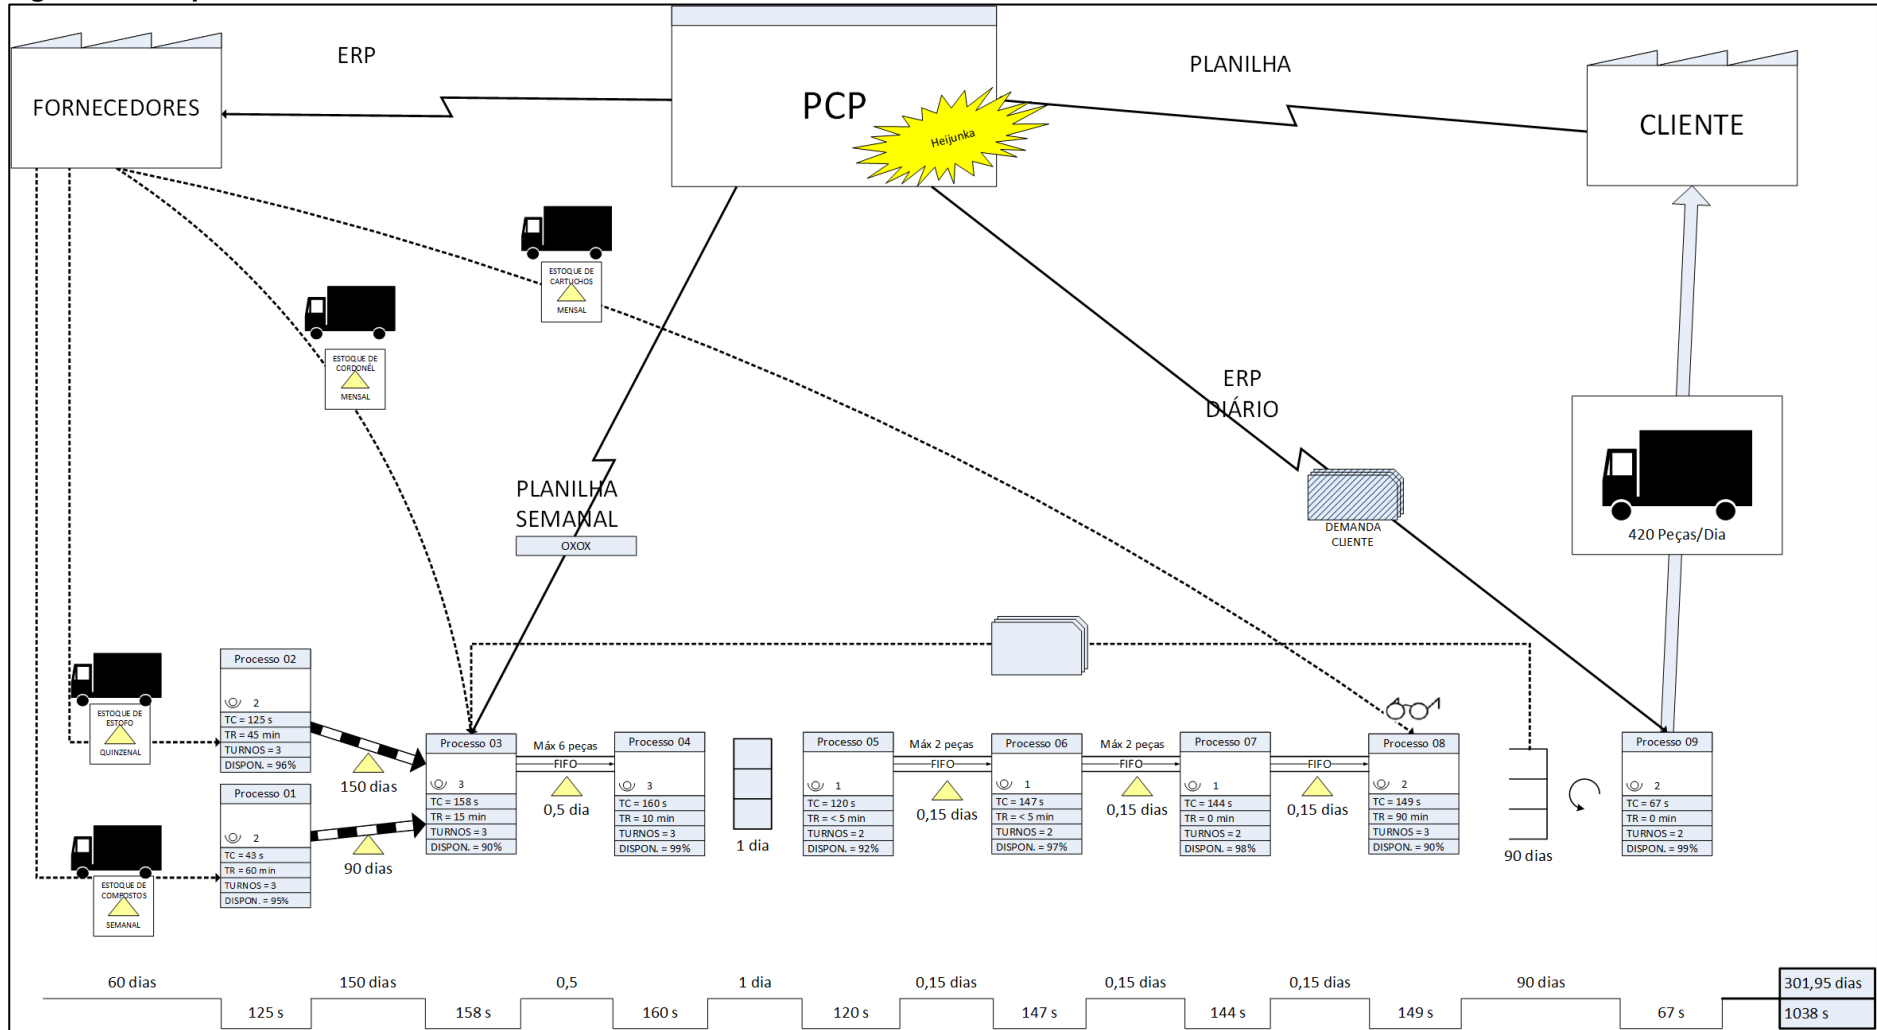 ERP
PLANILHA
FORNECEDORES
PCP
Heijunka
CLIENTE
ESTOQUE DE
CARTUCHOS
MENSAL
ESTOQUE DE
CORDONÉL
MENSAL
ERP
DIÁRIO
PLANILHA
SEMANAL
OXOX
DEMANDA
CLIENTE
420 Peças/Dia
ESTOQUE DE
ESTOFO
QUINZENAL
Processo 02
2
TC = 125 s
TR = 45 min
TURNOS = 3
DISPON. = 96%
150 dias
ESTOQUE DE
COMPOSTOS
SEMANAL
Processo 01
2
TC = 43 s
TR = 60 min
TURNOS = 3
DISPON. = 95%
90 dias
Processo 03
3
TC = 158 s
TR = 15 min
TURNOS = 3
DISPON. = 90%
Máx 6 peças
FIFO
0,5 dia
Processo 04
3
TC = 160 s
TR = 10 min
TURNOS = 3
DISPON. = 99%
1 dia
Processo 05
1
TC = 120 s
TR = < 5 min
TURNOS = 2
DISPON. = 92%
Máx 2 peças
FIFO
0,15 dias
Processo 06
1
TC = 147 s
TR = < 5 min
TURNOS = 2
DISPON. = 97%
Máx 2 peças
FIFO
0,15 dias
Processo 07
1
TC = 144 s
TR = 0 min
TURNOS = 2
DISPON. = 98%
FIFO
0,15 dias
Processo 08
2
TC = 149 s
TR = 90 min
TURNOS = 3
DISPON. = 90%
90 dias
Processo 09
2
TC = 67 s
TR = 0 min
TURNOS = 2
DISPON. = 99%
60 dias 150 dias 0,5 1 dia 0,15 dias 0,15 dias 0,15 dias 90 dias 301,95 dias
125 s 158 s 160 s 120 s 147 s 144 s 149 s 67 s 1038 s